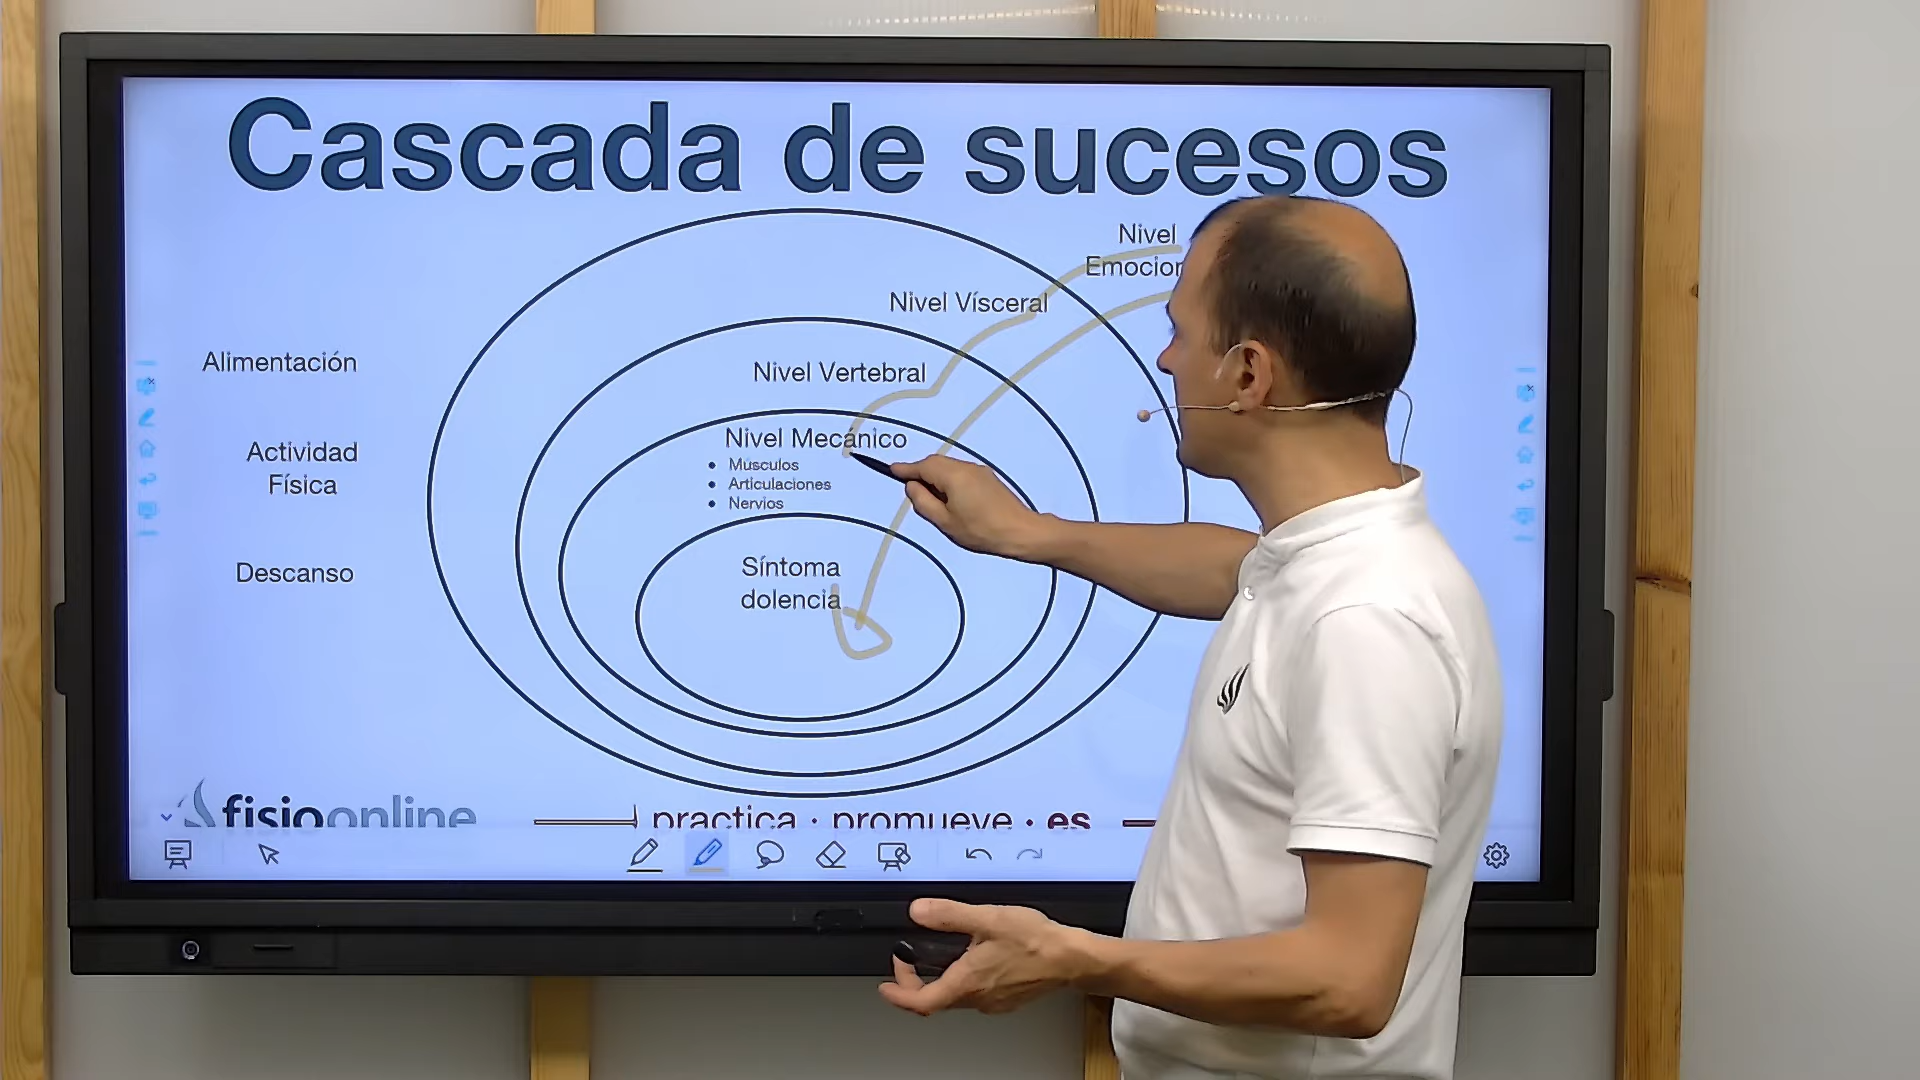 Cascada de sucesos
Nivel
Emocion
Nivel Vísceral
Nivel Vertebral
Nivel Mecánico
• Músculos
• Articulaciones
• Nervios
Síntoma
dolencia
Alimentación
Actividad
Física
Descanso
fisioonline
practica · promueve · es